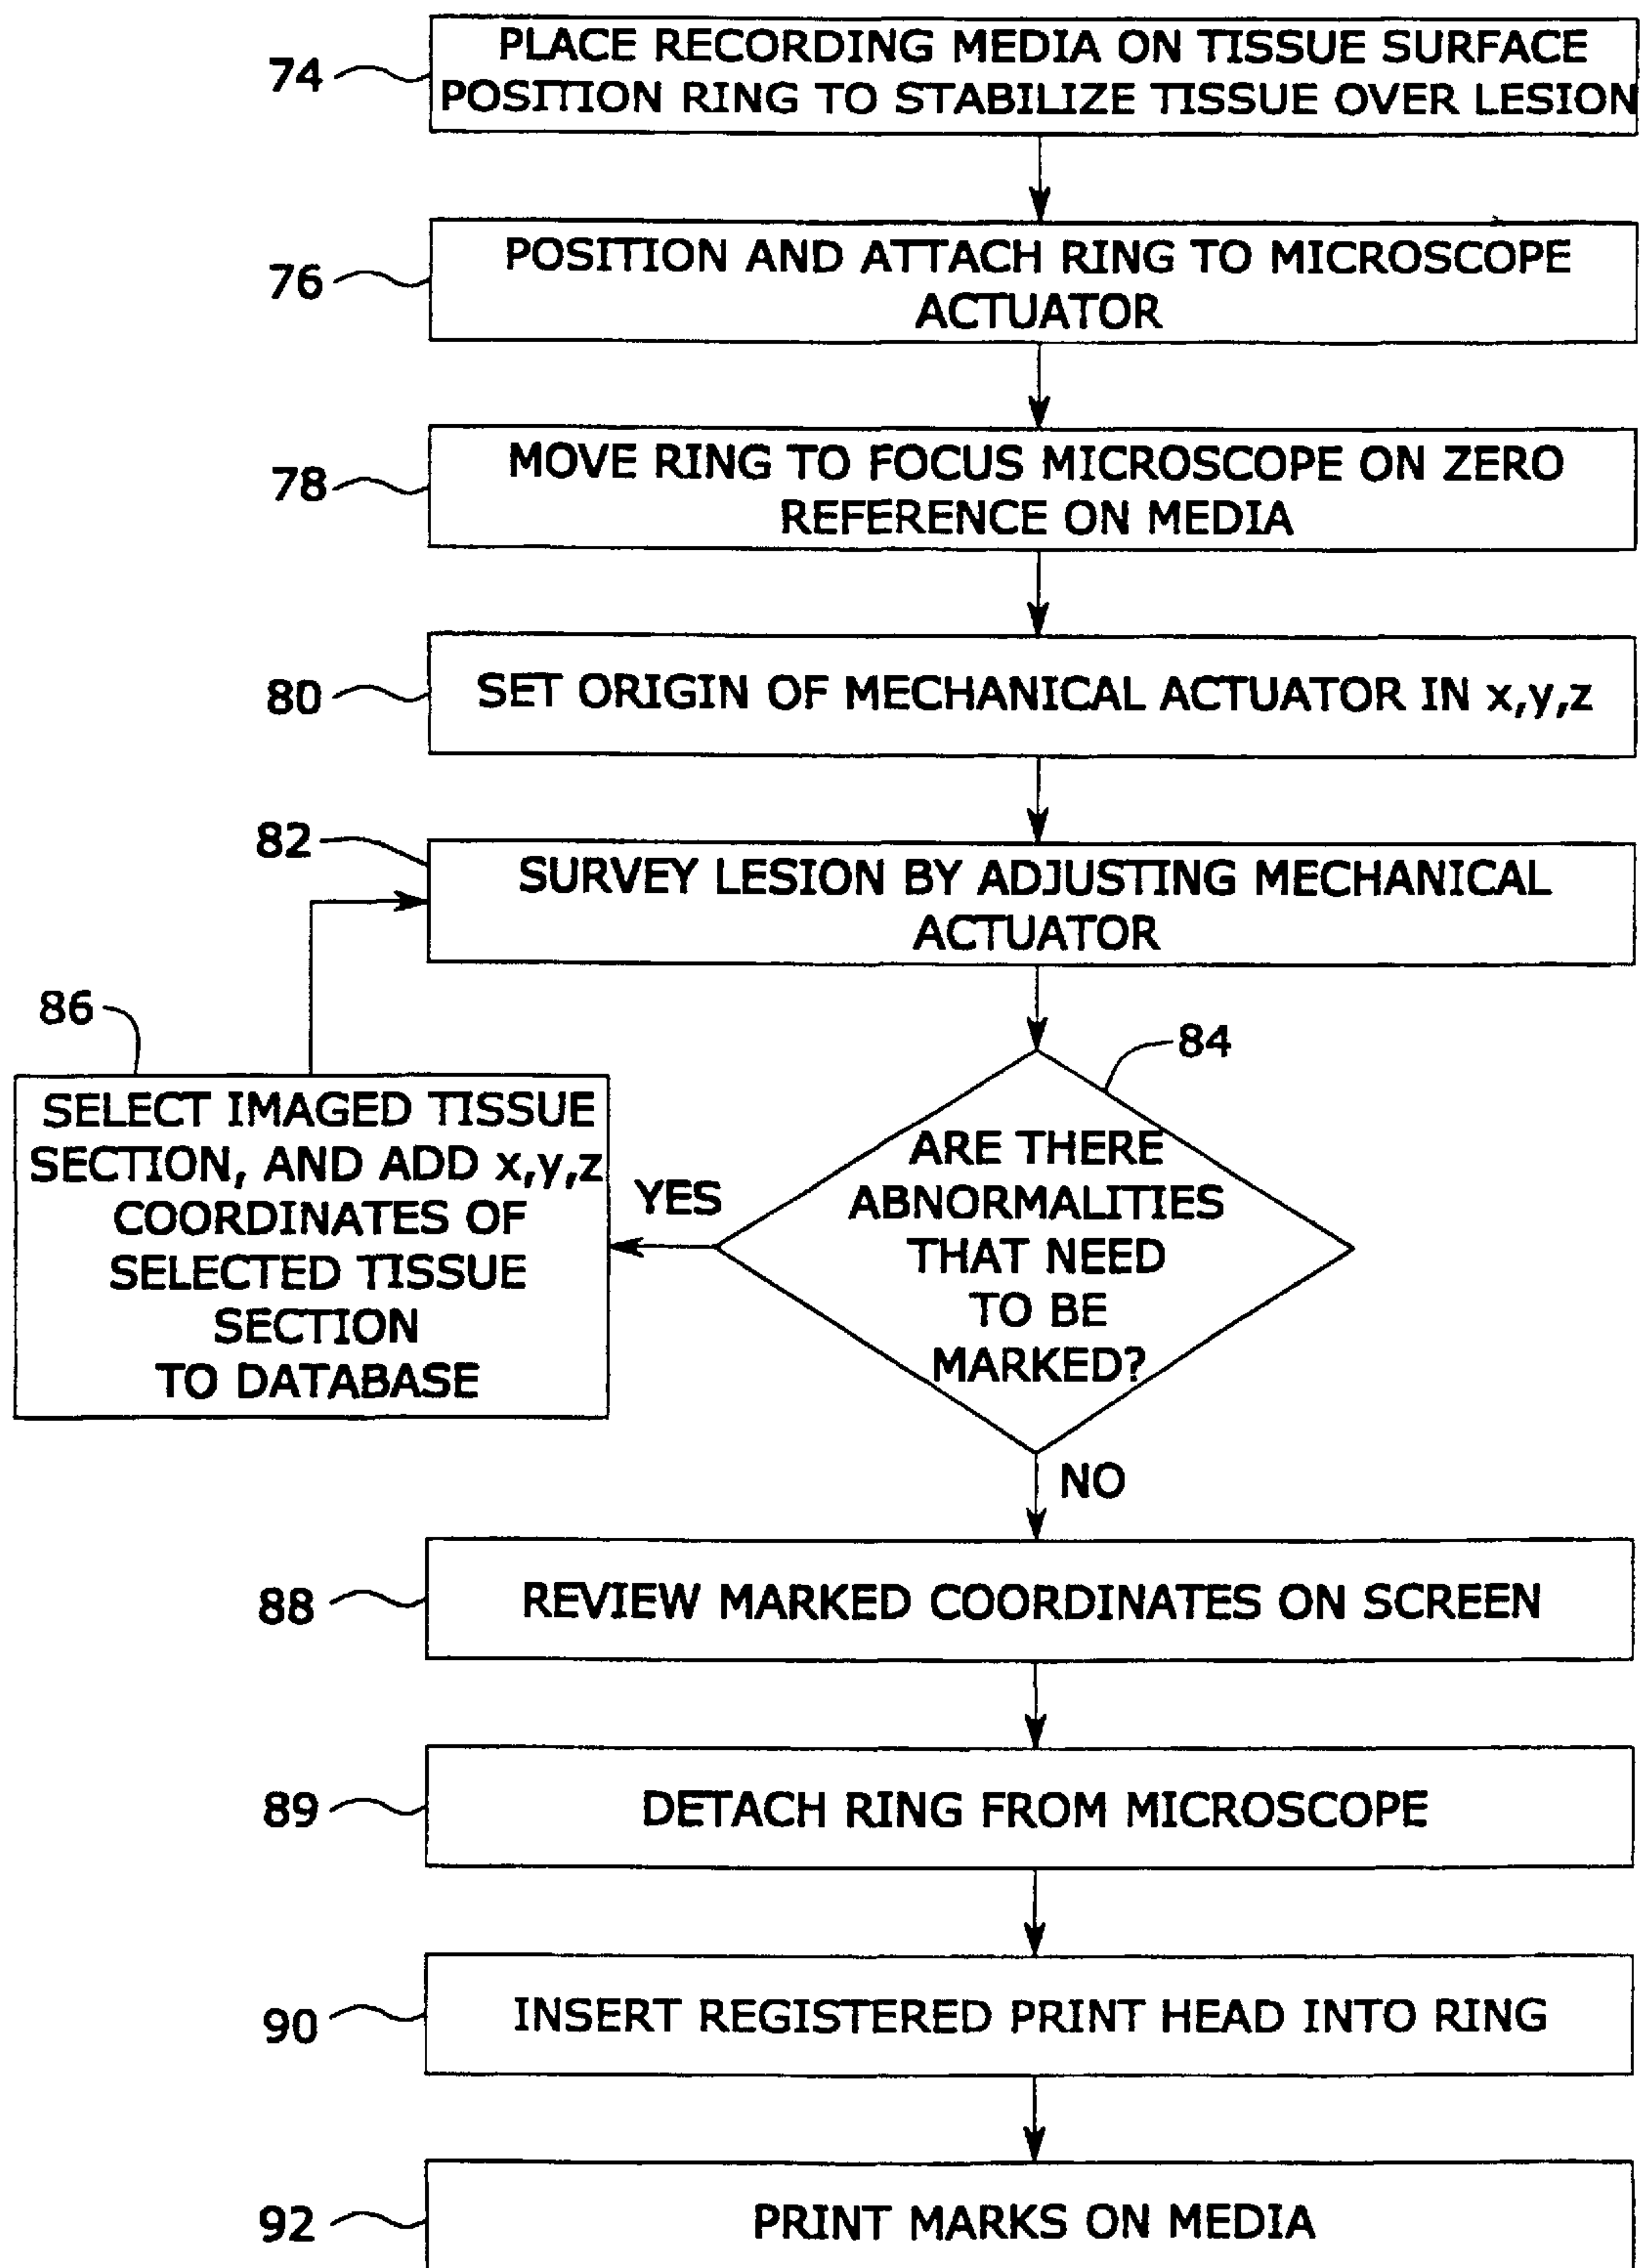 74
PLACE RECORDING MEDIA ON TISSUE SURFACE
POSITION RING TO STABILIZE TISSUE OVER LESION
76
POSITION AND ATTACH RING TO MICROSCOPE
ACTUATOR
78
MOVE RING TO FOCUS MICROSCOPE ON ZERO
REFERENCE ON MEDIA
80
SET ORIGIN OF MECHANICAL ACTUATOR IN x,y,z
82
SURVEY LESION BY ADJUSTING MECHANICAL
ACTUATOR
86
SELECT IMAGED TISSUE
SECTION, AND ADD x,y,z
COORDINATES OF
SELECTED TISSUE
SECTION
TO DATABASE
YES
84
ARE THERE
ABNORMALITIES
THAT NEED
TO BE
MARKED?
NO
88
REVIEW MARKED COORDINATES ON SCREEN
89
DETACH RING FROM MICROSCOPE
90
INSERT REGISTERED PRINT HEAD INTO RING
92
PRINT MARKS ON MEDIA